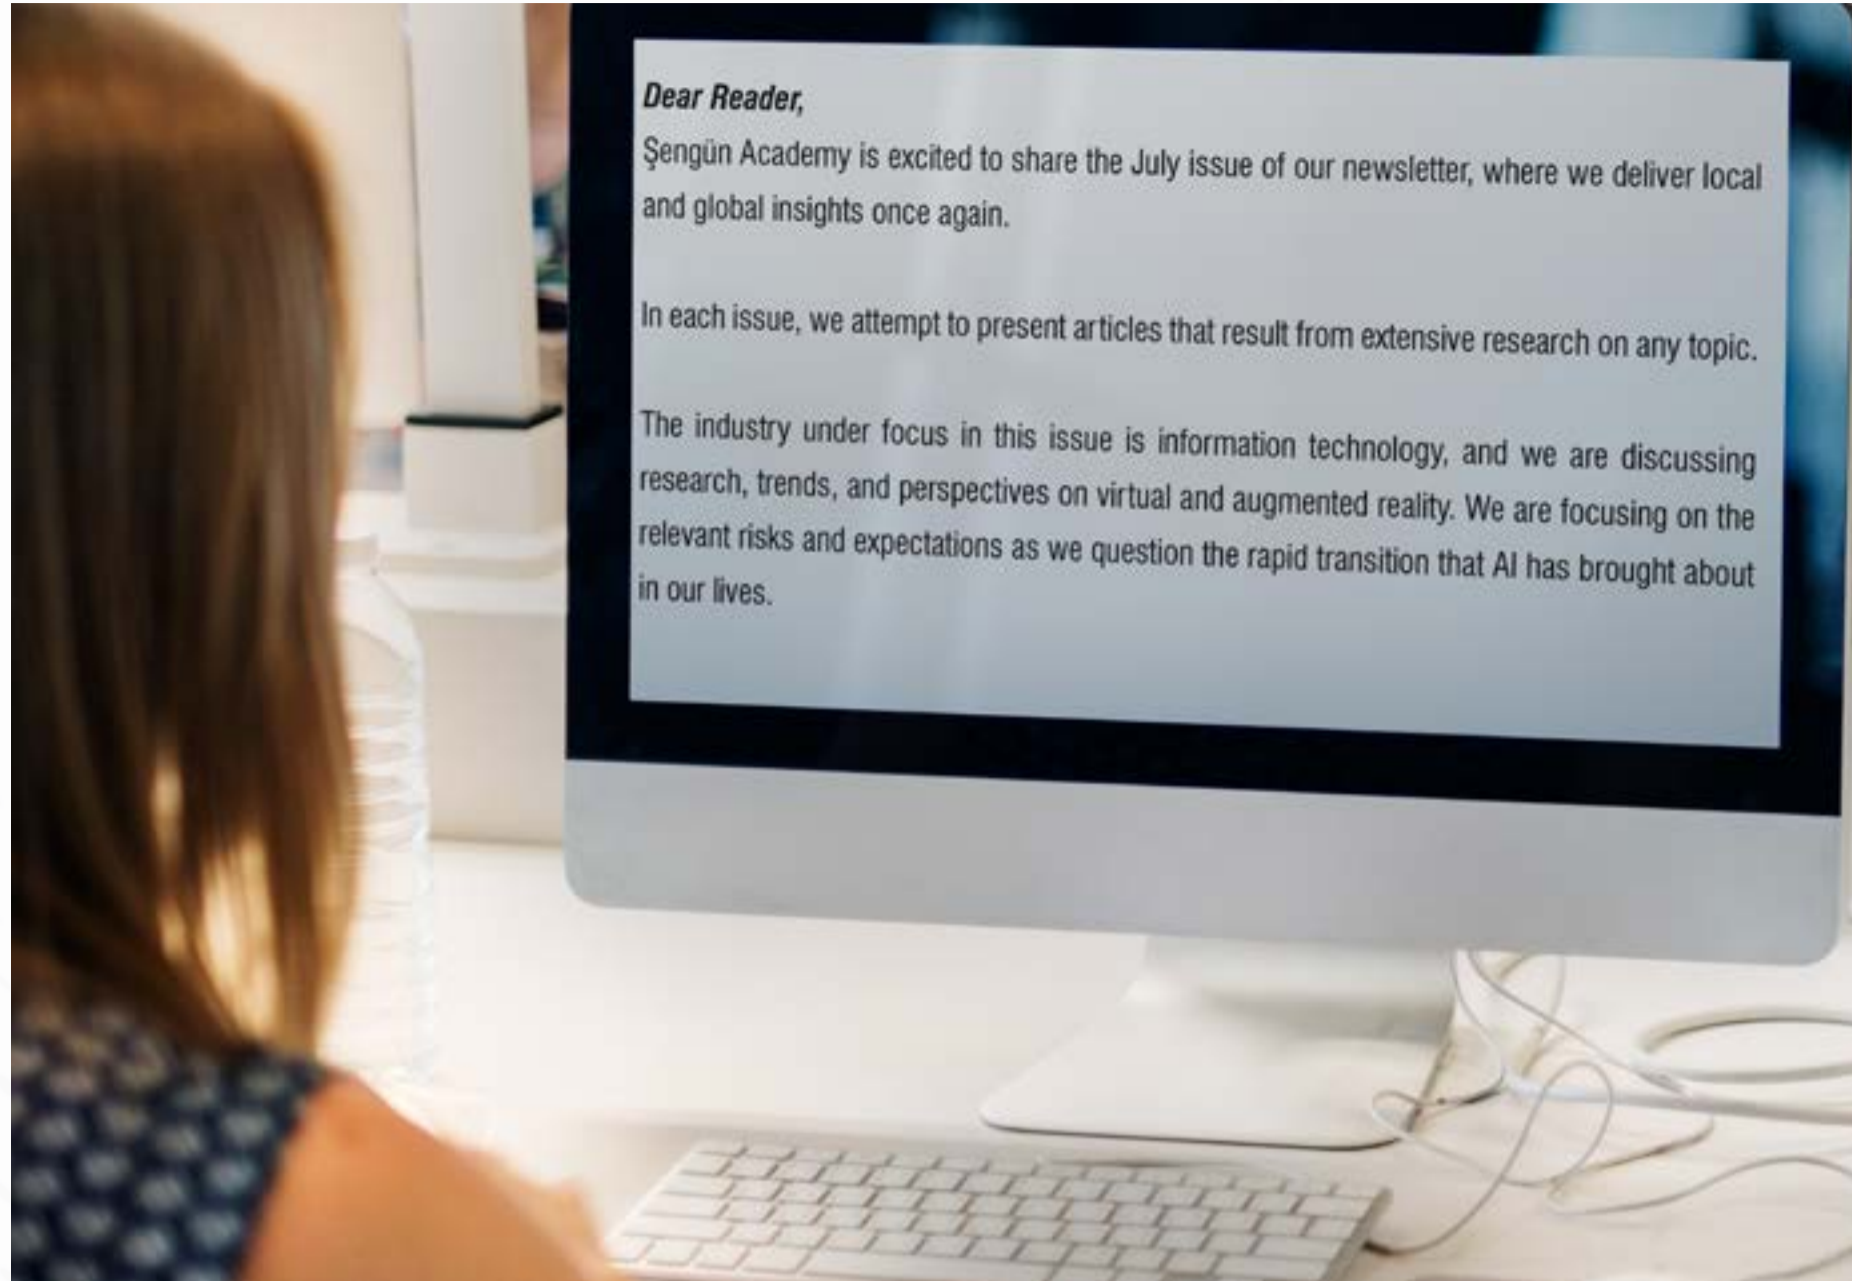 Dear Reader,
Şengün Academy is excited to share the July issue of our newsletter, where we deliver local
and global insights once again.
In each issue, we attempt to present articles that result from extensive research on any topic.
The industry under focus in this issue is information technology, and we are discussing
research, trends, and perspectives on virtual and augmented reality. We are focusing on the
relevant risks and expectations as we question the rapid transition that AI has brought about
in our lives.